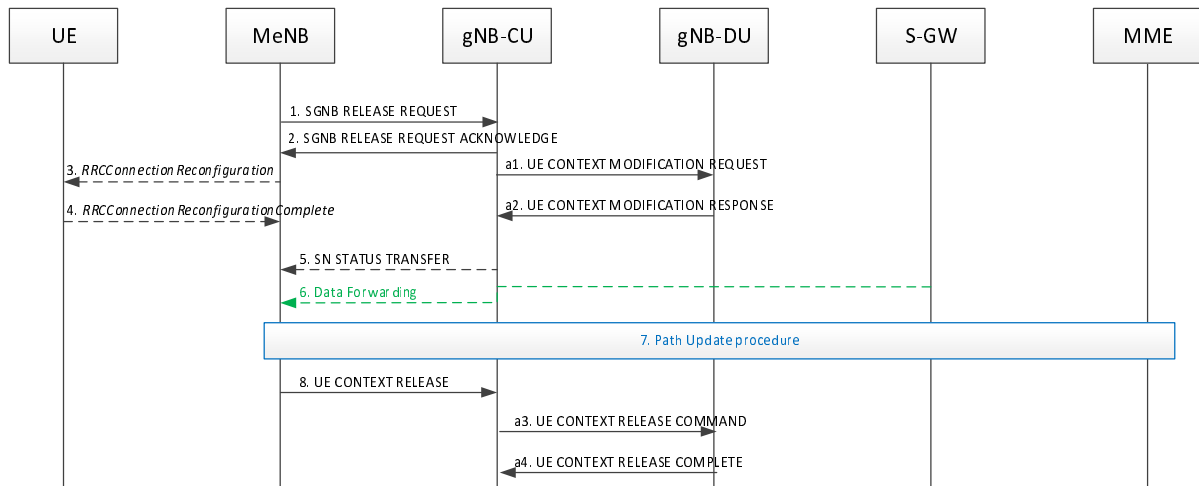 UE
MeNB
gNB-CU
gNB-DU
S-GW
MME
1. SGNB RELEASE REQUEST
2. SGNB RELEASE REQUEST ACKNOWLEDGE
a1. UE CONTEXT MODIFICATION REQUEST
3. RRCConnectionReconfiguration
a2. UE CONTEXT MODIFICATION RESPONSE
4. RRCConnectionReconfigurationComplete
5. SN STATUS TRANSFER
6. Data Forwarding
7. Path Update procedure
8. UE CONTEXT RELEASE
a3. UE CONTEXT RELEASE COMMAND
a4. UE CONTEXT RELEASE COMPLETE